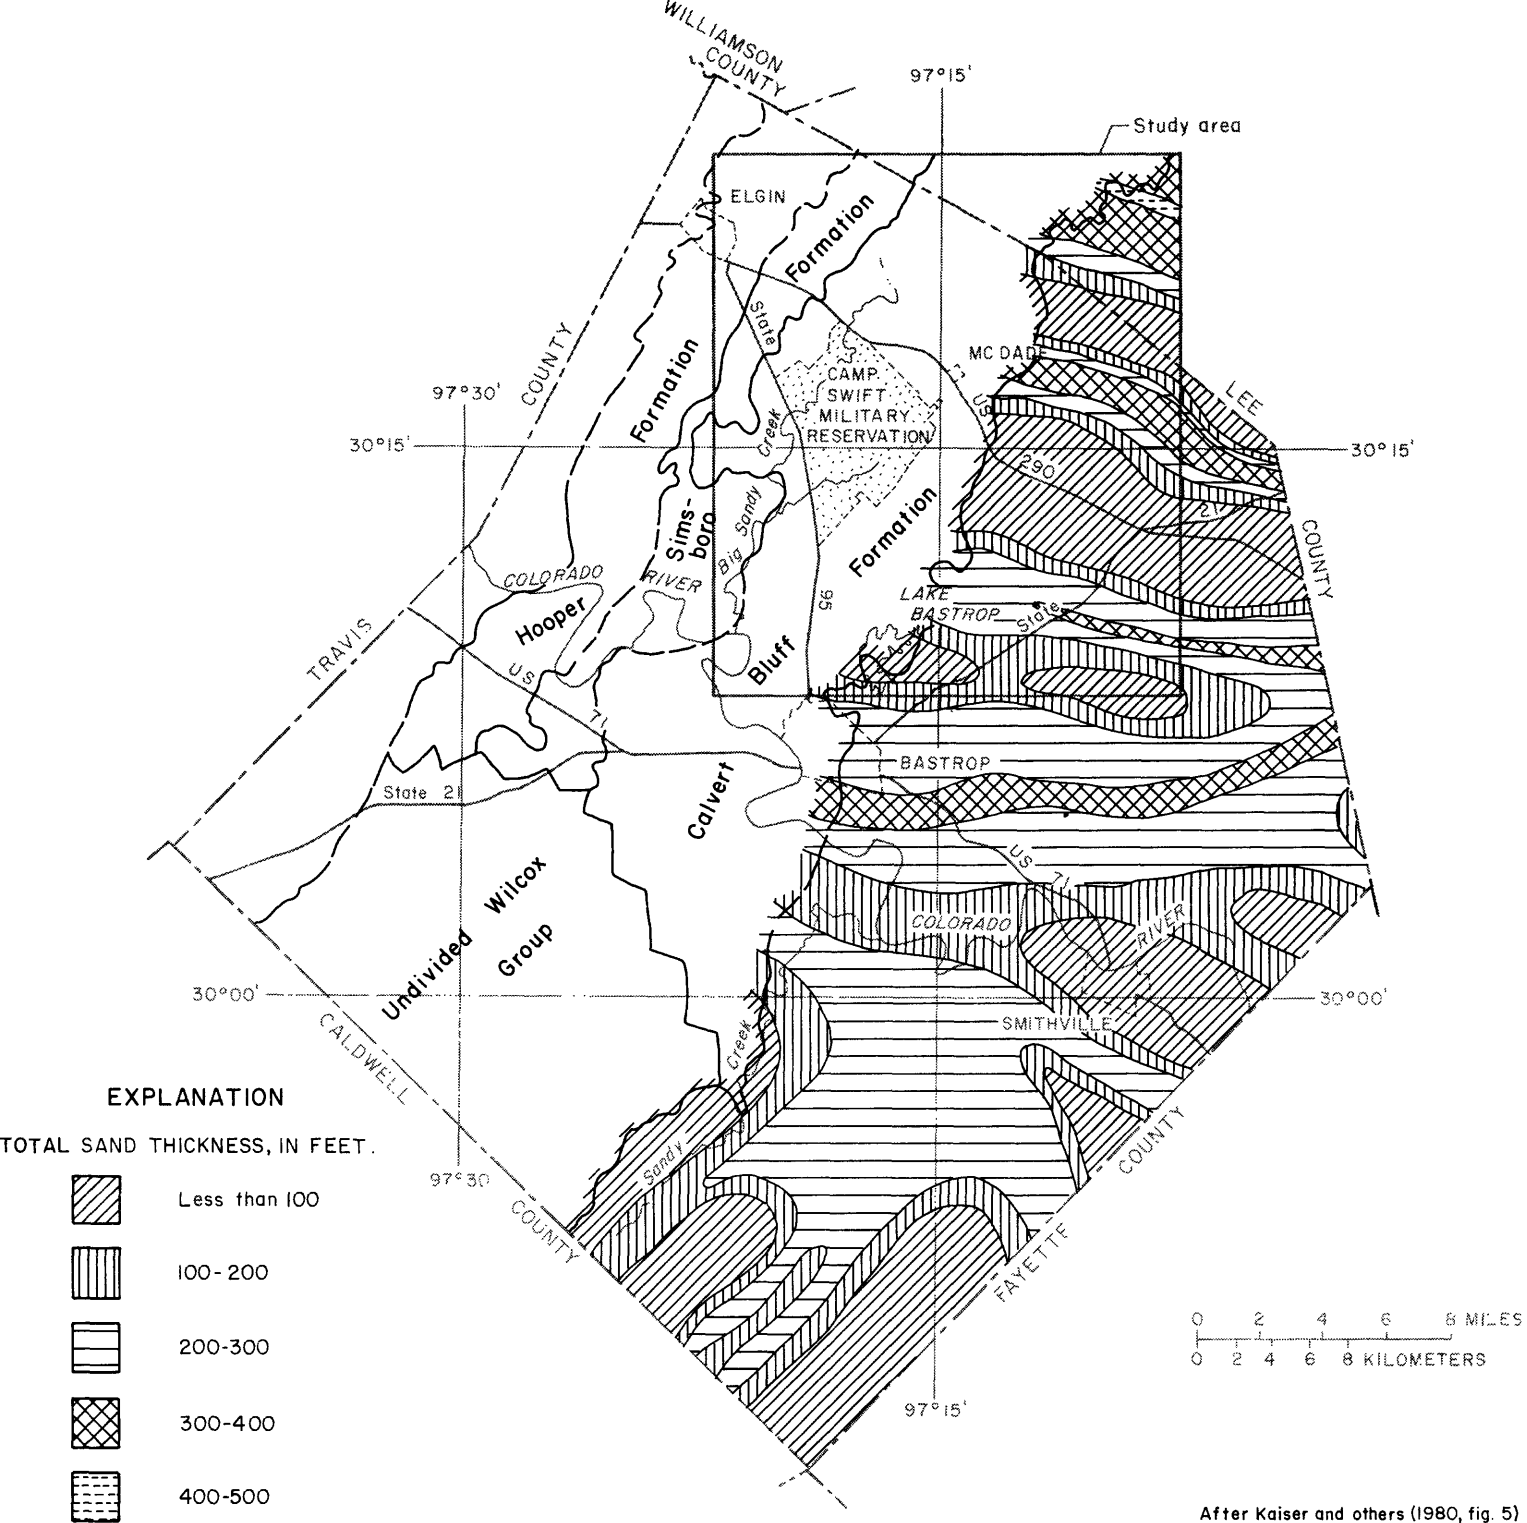 WILLIAMSON
COUNTY
97°15'
Study area
ELGIN
Formation
State
COUNTY
Formation
MC DADE
CAMP
SWIFT
MILITARY
RESERVATION
LEE
97°30'
US
30°15'
Creek
290
30°15'
Sims-
boro
Big Sandy
Formation
21
COUNTY
COLORADO
RIVER
95
LAKE
BASTROP
State
Hooper
TRAVIS
US
Bluff
71
State 21
BASTROP
Calvert
US
71
Wilcox
Undivided
Group
COLORADO
RIVER
30°00'
30°00'
SMITHVILLE
CALDWELL
Creek
EXPLANATION
TOTAL SAND THICKNESS, IN FEET.
Sandy
COUNTY
97°30
Less than 100
COUNTY
FAYETTE
100-200
0 2 4 6 8 MILES
200-300
0 2 4 6 8 KILOMETERS
97°15'
300-400
400-500
After Kaiser and others (1980, fig. 5)